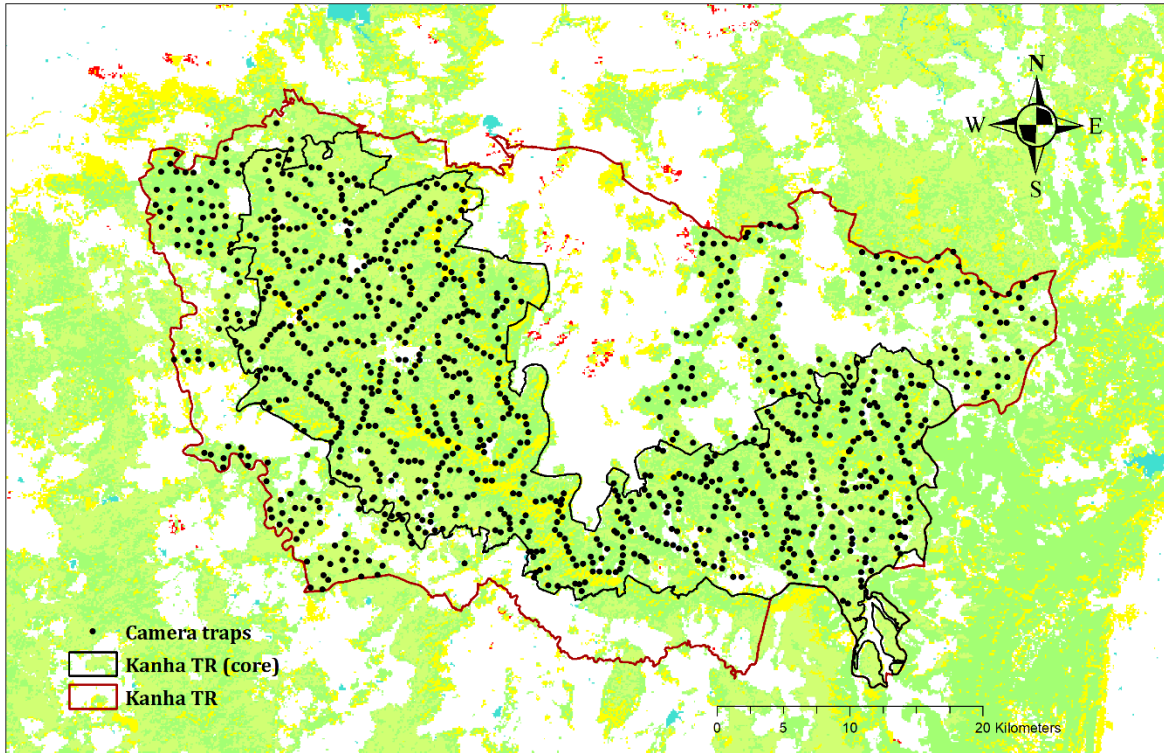 N
W E
S
Camera traps
Kanha TR (core)
Kanha TR
0 5 10 20 Kilometers